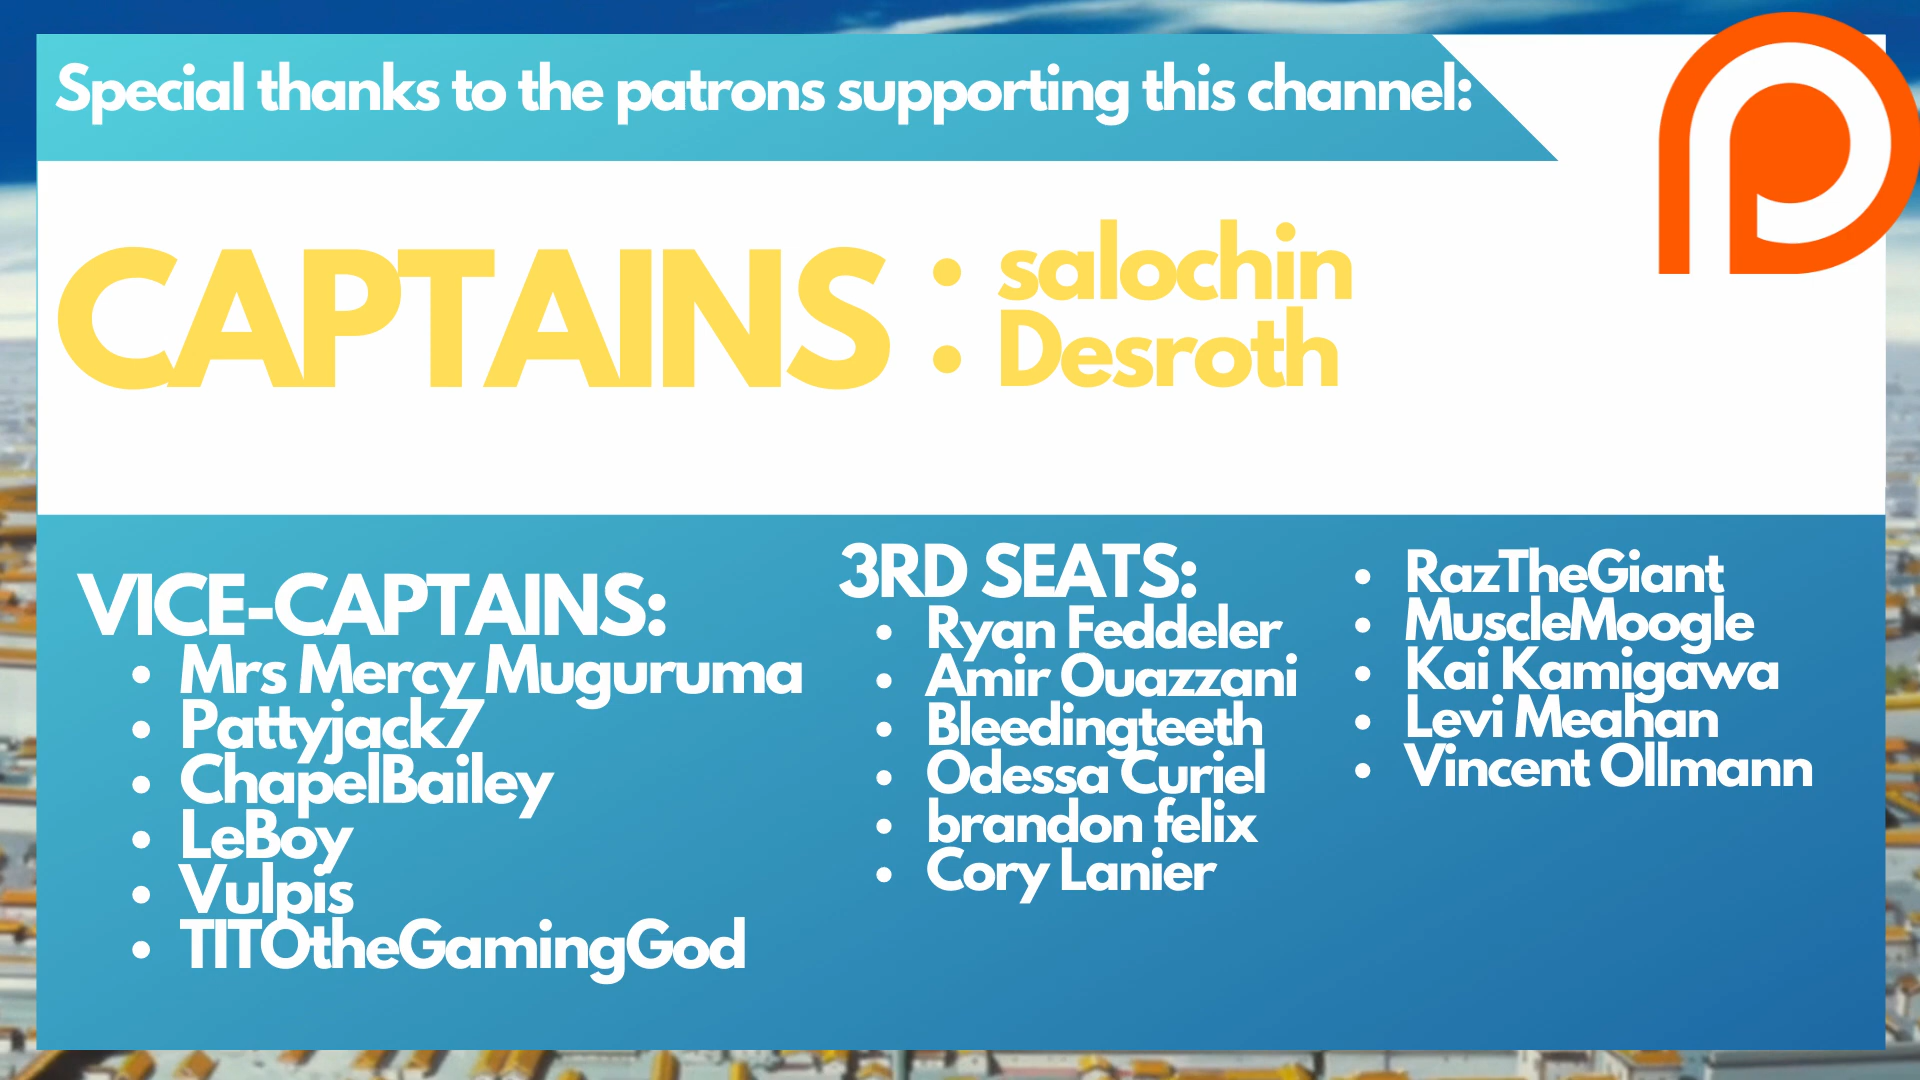 Special thanks to the patrons supporting this channel:
CAPTAINS
• salochin
• Desroth
VICE-CAPTAINS:
• Mrs Mercy Muguruma
• Pattyjack7
• ChapelBailey
• LeBoy
• Vulpis
• TITOtheGamingGod
3RD SEATS:
• Ryan Feddeler
• Amir Ouazzani
• Bleedingteeth
• Odessa Curiel
• brandon felix
• Cory Lanier
• RazTheGiant
• MuscleMoogle
• Kai Kamigawa
• Levi Meahan
• Vincent Ollmann